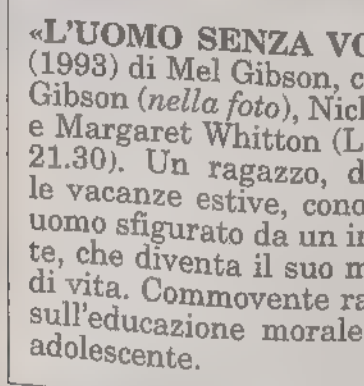 «L'UOMO SENZA VO
(1993) di Mel Gibson, c
Gibson (nella foto), Nicl
e Margaret Whitton (L
21.30). Un ragazzo, d
le vacanze estive, cono
uomo sfigurato da un in
te, che diventa il suo m
di vita. Commovente ra
sull'educazione morale
adolescente.